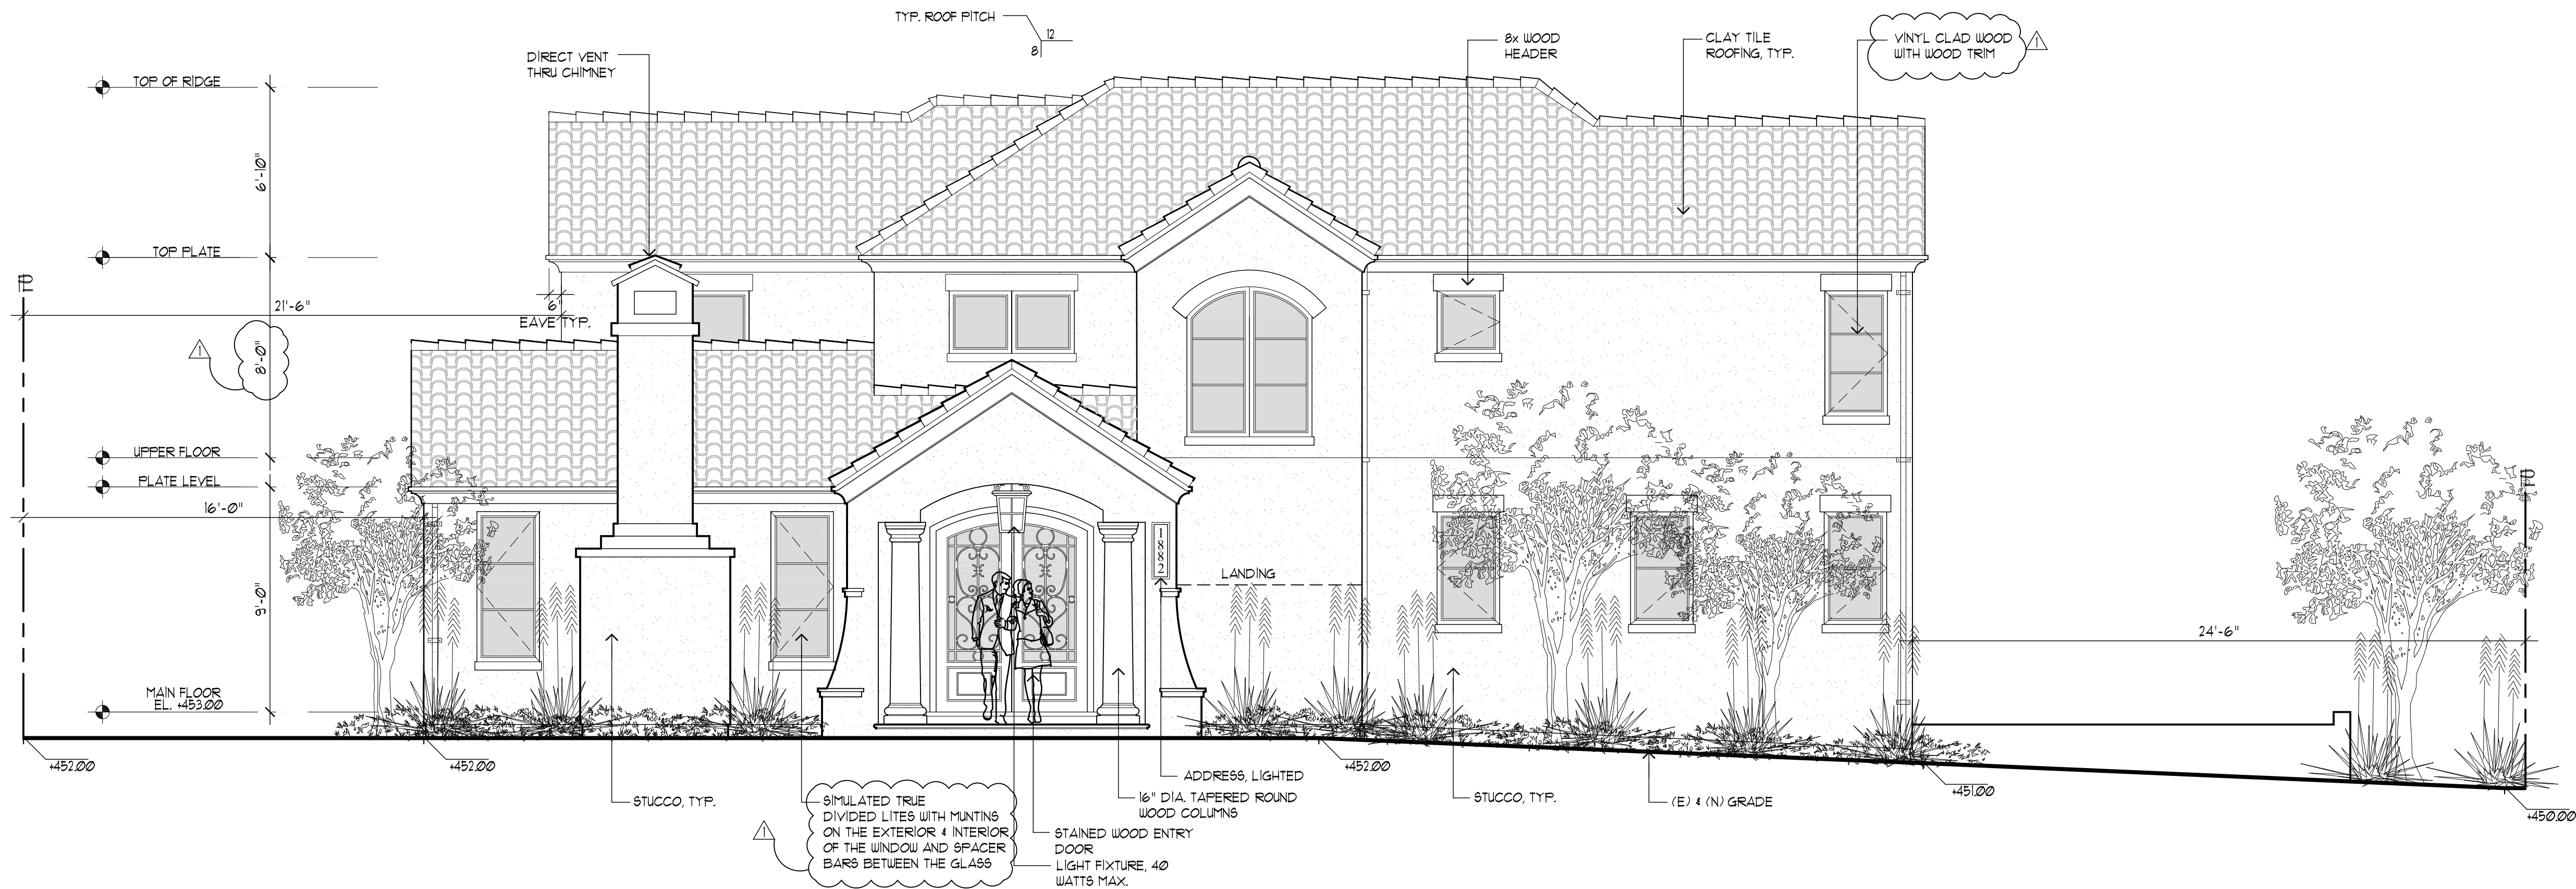 TYP. ROOF PITCH
12
8
DIRECT VENT
THRU CHIMNEY
8x WOOD
HEADER
CLAY TILE
ROOFING, TYP.
VINYL CLAD WOOD
WITH WOOD TRIM
1
TOP OF RIDGE
6'-10"
TOP PLATE
PL
21'-6"
6"
EAVE TYP.
1
8'-0"
UPPER FLOOR
PLATE LEVEL
16'-0"
9'-0"
MAIN FLOOR
EL. +453.00
1882
LANDING
PL
24'-6"
+452.00
+452.00
+452.00
+451.00
+450.00
STUCCO, TYP.
1
SIMULATED TRUE
DIVIDED LITES WITH MUNTINS
ON THE EXTERIOR & INTERIOR
OF THE WINDOW AND SPACER
BARS BETWEEN THE GLASS
ADDRESS, LIGHTED
16" DIA. TAPERED ROUND
WOOD COLUMNS
STAINED WOOD ENTRY
DOOR
LIGHT FIXTURE, 40
WATTS MAX.
STUCCO, TYP.
(E) & (N) GRADE